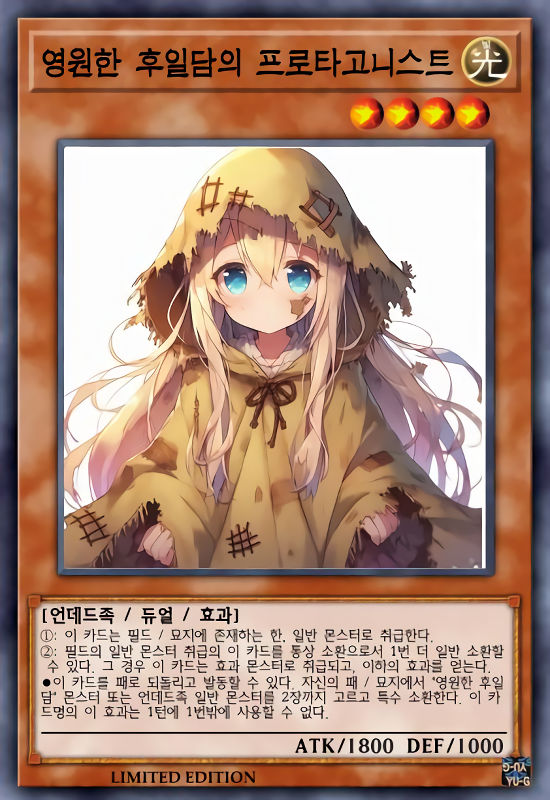 영원한 후일담의 프로타고니스트
光
[언데드족 / 듀얼 / 효과]
①: 이 카드는 필드 / 묘지에 존재하는 한, 일반 몬스터로 취급한다.
②: 필드의 일반 몬스터 취급의 이 카드를 통상 소환으로서 1번 더 일반 소환할
수 있다. 그 경우 이 카드는 효과 몬스터로 취급되고, 이하의 효과를 얻는다.
●이 카드를 패로 되돌리고 발동할 수 있다. 자신의 패 / 묘지에서 "영원한 후일
담" 몬스터 또는 언데드족 일반 몬스터를 2장까지 고르고 특수 소환한다. 이 카
드명의 이 효과는 1턴에 1번밖에 사용할 수 없다.
ATK/1800 DEF/1000
LIMITED EDITION